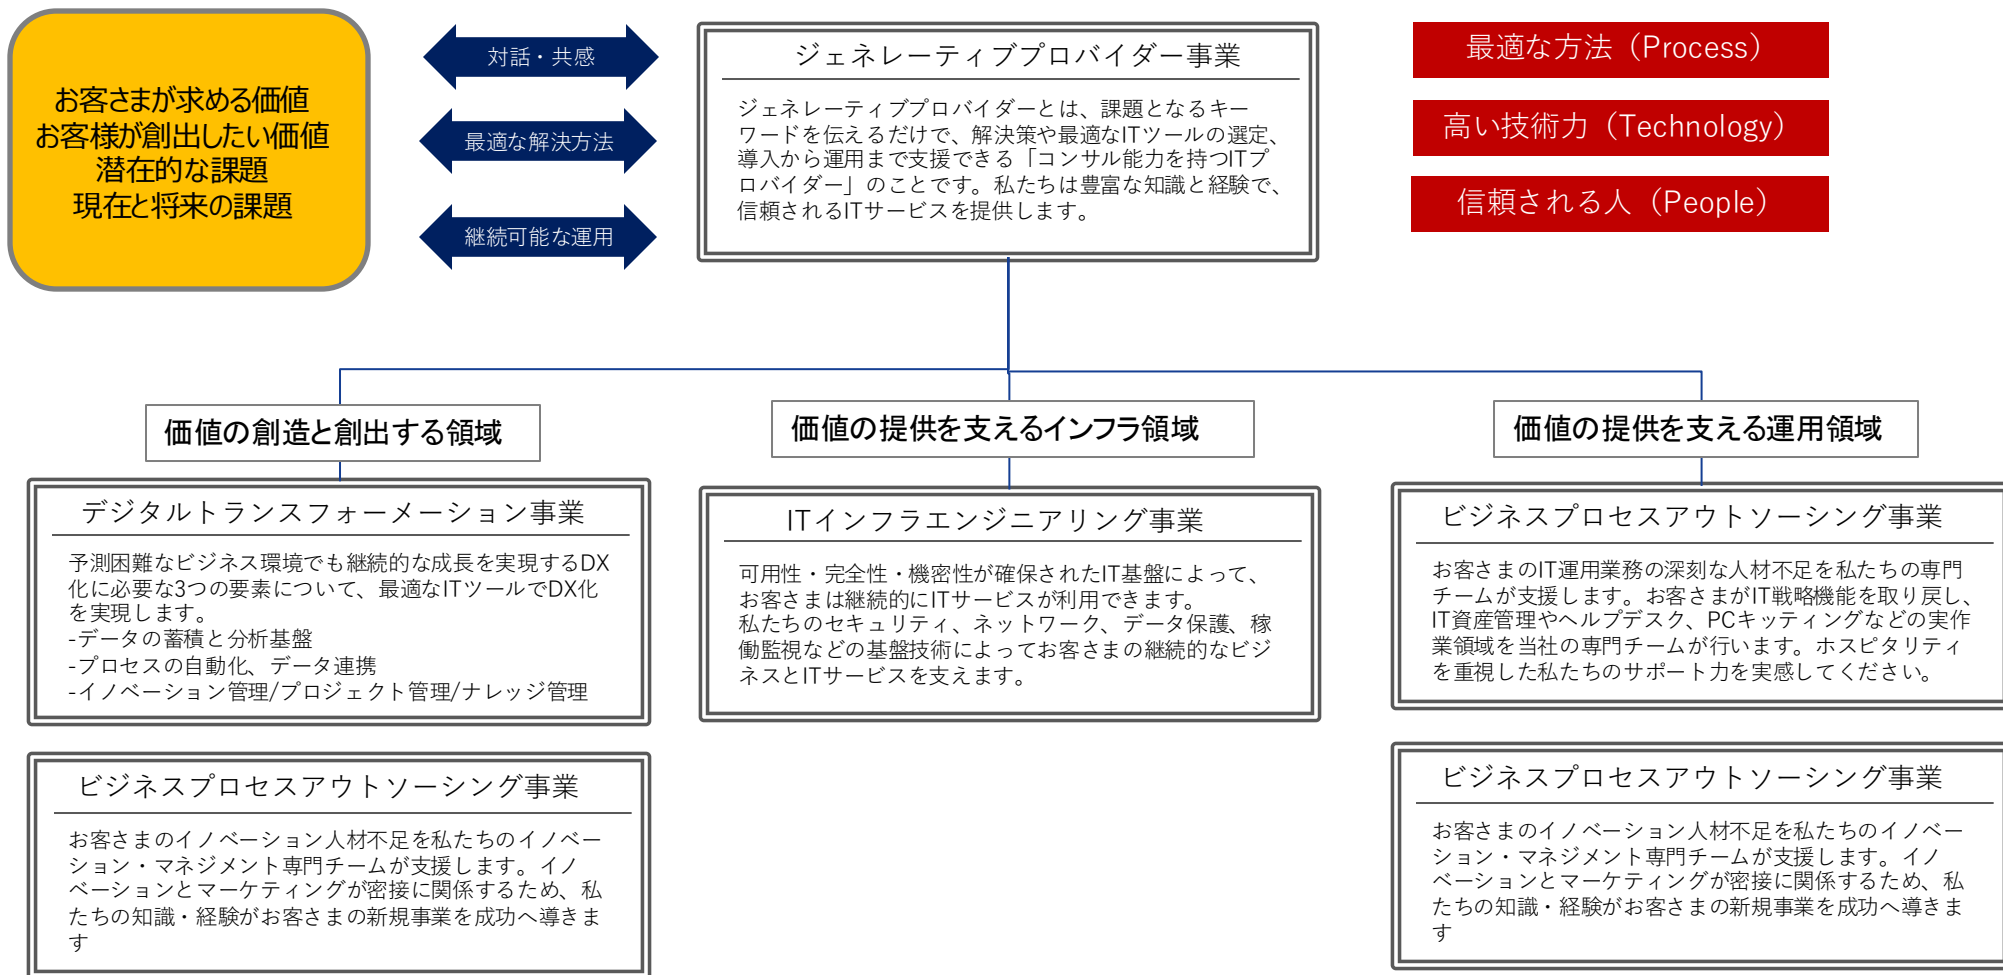 お客さまが求める価値
お客様が創出したい価値
潜在的な課題
現在と将来の課題
対話・共感
最適な解決方法
継続可能な運用
ジェネレーティブプロバイダー事業
ジェネレーティブプロバイダーとは、課題となるキー
ワードを伝えるだけで、解決策や最適なITツールの選定、
導入から運用まで支援できる「コンサル能力を持つITプ
ロバイダー」のことです。私たちは豊富な知識と経験で、
信頼されるITサービスを提供します。
最適な方法（Process）
高い技術力（Technology）
信頼される人（People）
価値の創造と創出する領域
デジタルトランスフォーメーション事業
予測困難なビジネス環境でも継続的な成長を実現するDX
化に必要な3つの要素について、最適なITツールでDX化
を実現します。
-データの蓄積と分析基盤
-プロセスの自動化、データ連携
-イノベーション管理/プロジェクト管理/ナレッジ管理
ビジネスプロセスアウトソーシング事業
お客さまのイノベーション人材不足を私たちのイノベー
ション・マネジメント専門チームが支援します。イノ
ベーションとマーケティングが密接に関係するため、私
たちの知識・経験がお客さまの新規事業を成功へ導きま
す
価値の提供を支えるインフラ領域
ITインフラエンジニアリング事業
可用性・完全性・機密性が確保されたIT基盤によって、
お客さまは継続的にITサービスが利用できます。
私たちのセキュリティ、ネットワーク、データ保護、稼
働監視などの基盤技術によってお客さまの継続的なビジ
ネスとITサービスを支えます。
価値の提供を支える運用領域
ビジネスプロセスアウトソーシング事業
お客さまのIT運用業務の深刻な人材不足を私たちの専門
チームが支援します。お客さまがIT戦略機能を取り戻し、
IT資産管理やヘルプデスク、PCキッティングなどの実作
業領域を当社の専門チームが行います。ホスピタリティ
を重視した私たちのサポート力を実感してください。
ビジネスプロセスアウトソーシング事業
お客さまのイノベーション人材不足を私たちのイノベー
ション・マネジメント専門チームが支援します。イノ
ベーションとマーケティングが密接に関係するため、私
たちの知識・経験がお客さまの新規事業を成功へ導きま
す